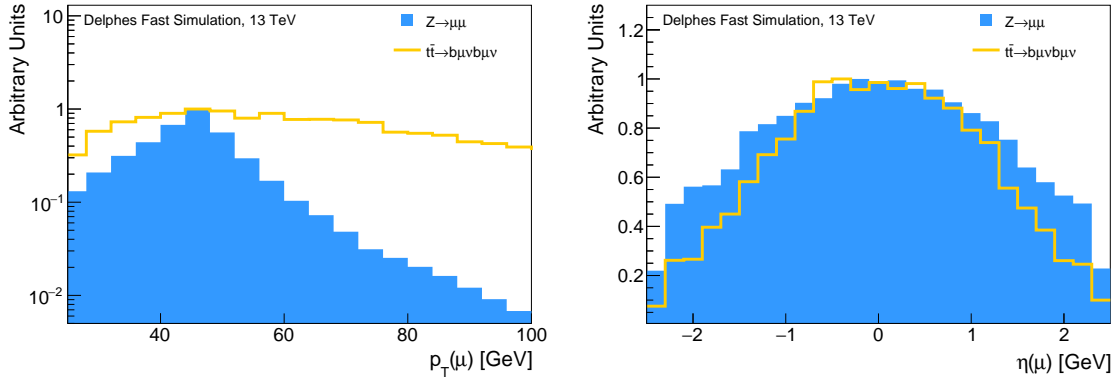 Delphes Fast Simulation, 13 TeV
Z→μμ
tt̄→bμνbμν
Arbitrary Units
10
1
10⁻¹
10⁻²
40 60 80 100
p_T(μ) [GeV]
Delphes Fast Simulation, 13 TeV
Z→μμ
tt̄→bμνbμν
Arbitrary Units
1.2
1.0
0.8
0.6
0.4
0.2
−2 −1 0 1 2
η(μ) [GeV]